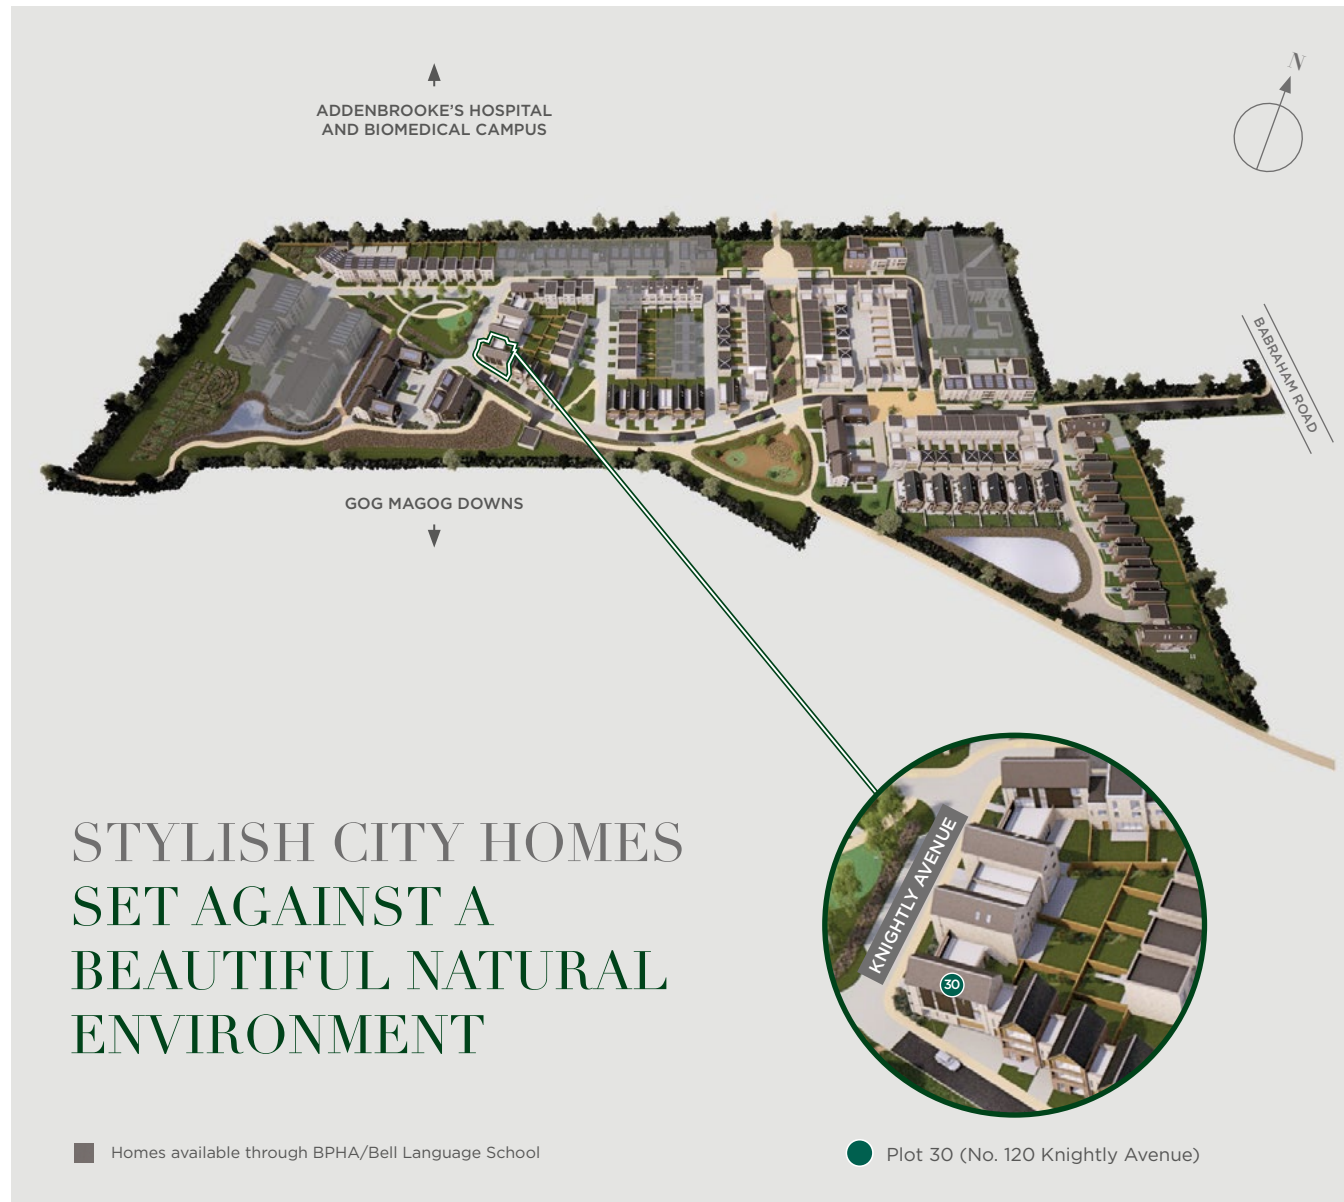 N
ADDENBROOKE'S HOSPITAL
AND BIOMEDICAL CAMPUS
BABRAHAM ROAD
GOG MAGOG DOWNS
STYLISH CITY HOMES
SET AGAINST A
BEAUTIFUL NATURAL
ENVIRONMENT
KNIGHTLY AVENUE
30
Homes available through BPHA/Bell Language School
Plot 30 (No. 120 Knightly Avenue)